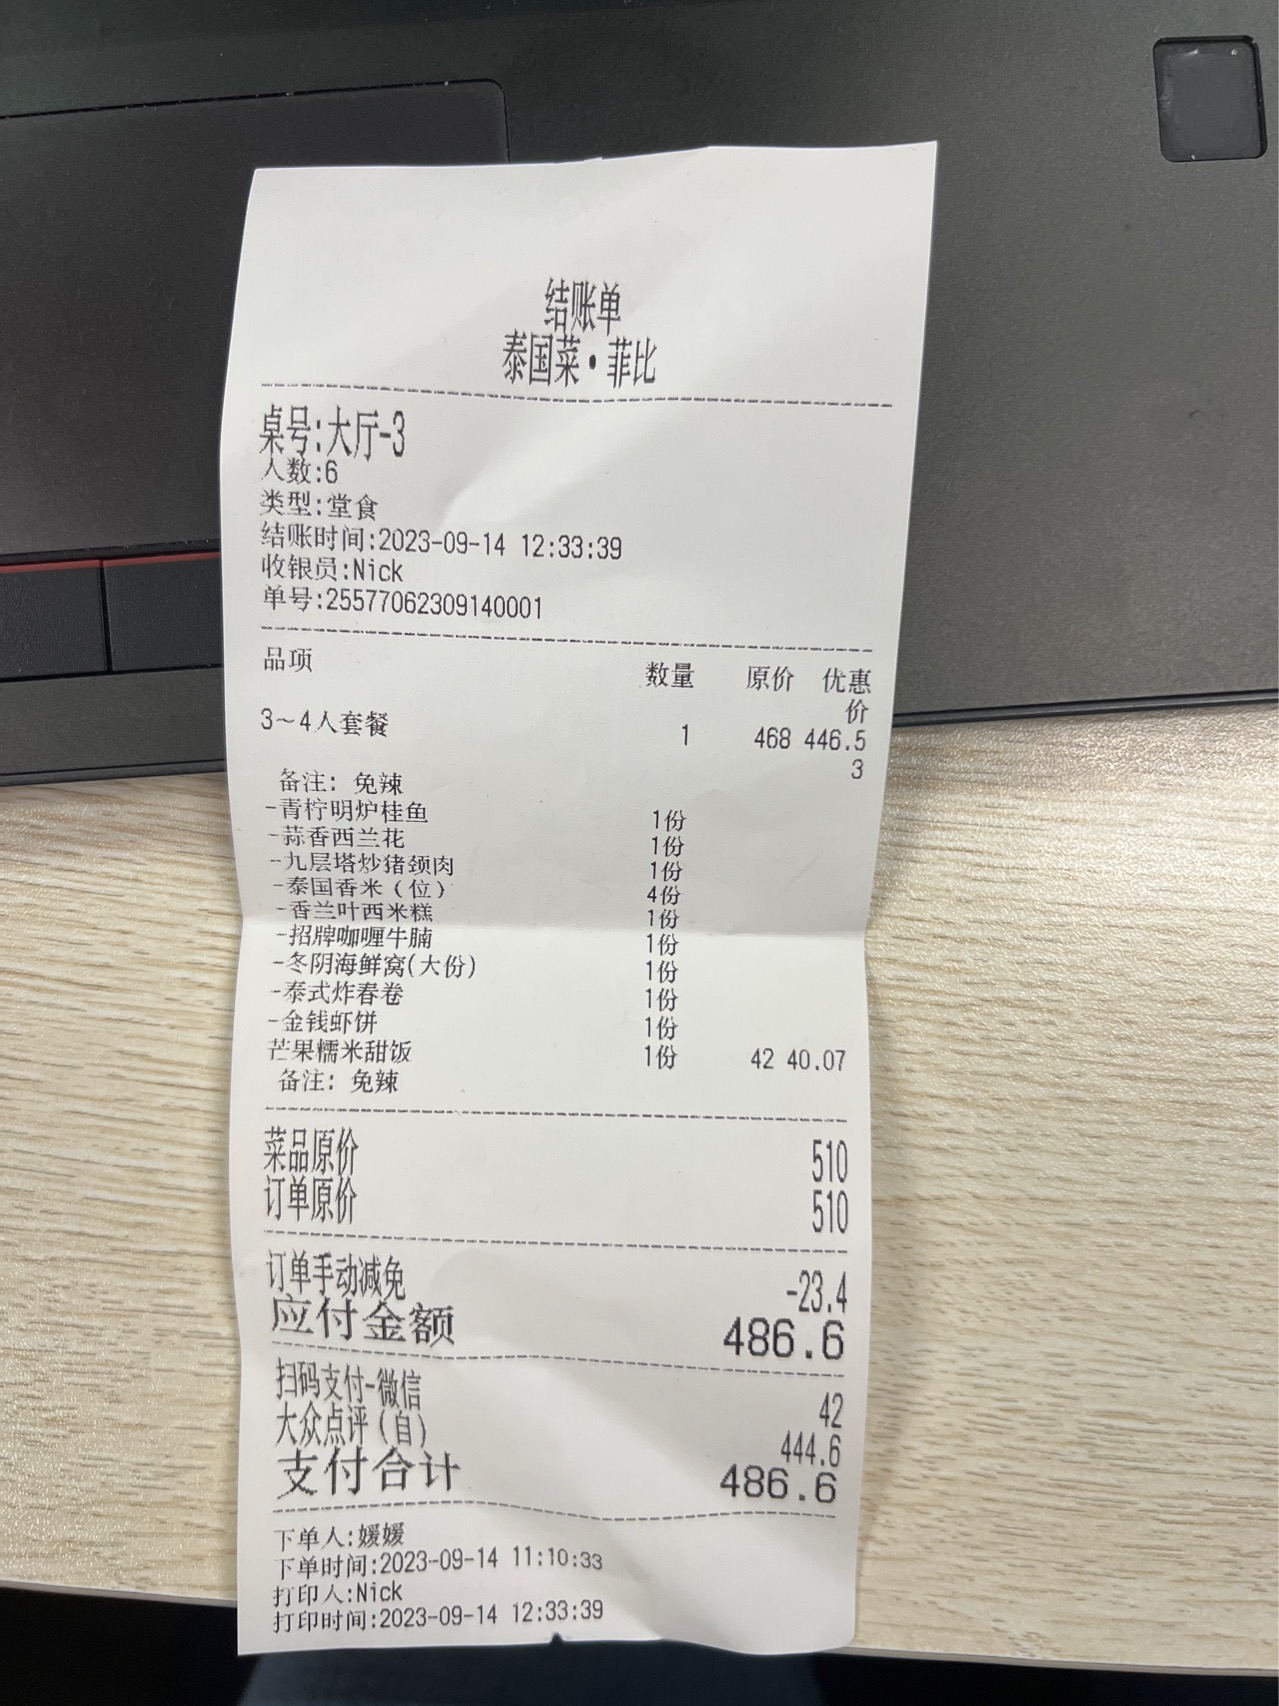 结账单
泰国菜·菲比
桌号:大厅-3
人数:6
类型:堂食
结账时间:2023-09-14 12:33:39
收银员:Nick
单号:25577062309140001
品项 数量 原价 优惠价
3~4人套餐 1 468 446.53
备注: 免辣
-青柠明炉桂鱼 1份
-蒜香西兰花 1份
-九层塔炒猪颈肉 1份
-泰国香米(位) 4份
-香兰叶西米糕 1份
-招牌咖喱牛腩 1份
-冬阴海鲜窝(大份) 1份
-泰式炸春卷 1份
-金钱虾饼 1份
芒果糯米甜饭 1份 42 40.07
备注: 免辣
菜品原价 510
订单原价 510
订单手动减免 -23.4
应付金额 486.6
扫码支付-微信 42
大众点评(自) 444.6
支付合计 486.6
下单人:媛媛
下单时间:2023-09-14 11:10:33
打印人:Nick
打印时间:2023-09-14 12:33:39